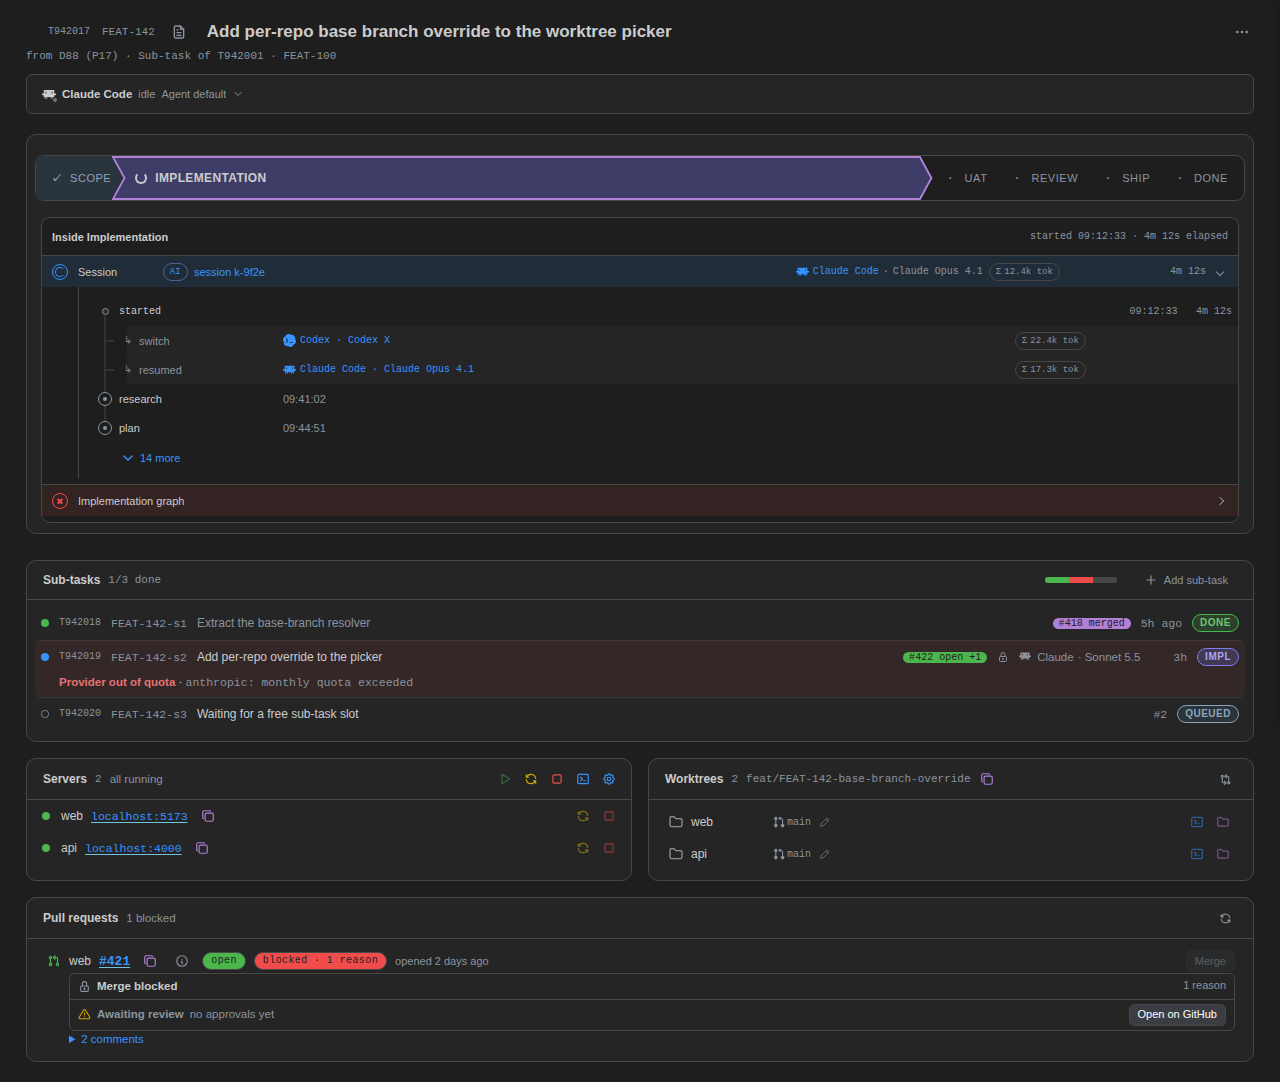 T942017 FEAT-142 Add per-repo base branch override to the worktree picker
from D88 (P17) · Sub-task of T942001 · FEAT-100
Claude Code idle Agent default
SCOPE IMPLEMENTATION · UAT · REVIEW · SHIP · DONE
Inside Implementation started 09:12:33 · 4m 12s elapsed
Session AI session k-9f2e Claude Code · Claude Opus 4.1 Σ 12.4k tok 4m 12s
started 09:12:33 4m 12s
↳ switch Codex · Codex X Σ 22.4k tok
↳ resumed Claude Code · Claude Opus 4.1 Σ 17.3k tok
research 09:41:02
plan 09:44:51
14 more
Implementation graph
Sub-tasks 1/3 done Add sub-task
T942018 FEAT-142-s1 Extract the base-branch resolver #418 merged 5h ago DONE
T942019 FEAT-142-s2 Add per-repo override to the picker #422 open +1 Claude · Sonnet 5.5 3h IMPL
Provider out of quota · anthropic: monthly quota exceeded
T942020 FEAT-142-s3 Waiting for a free sub-task slot #2 QUEUED
Servers 2 all running
web localhost:5173
api localhost:4000
Worktrees 2 feat/FEAT-142-base-branch-override
web main
api main
Pull requests 1 blocked
web #421 open blocked · 1 reason opened 2 days ago Merge
Merge blocked 1 reason
Awaiting review no approvals yet Open on GitHub
2 comments